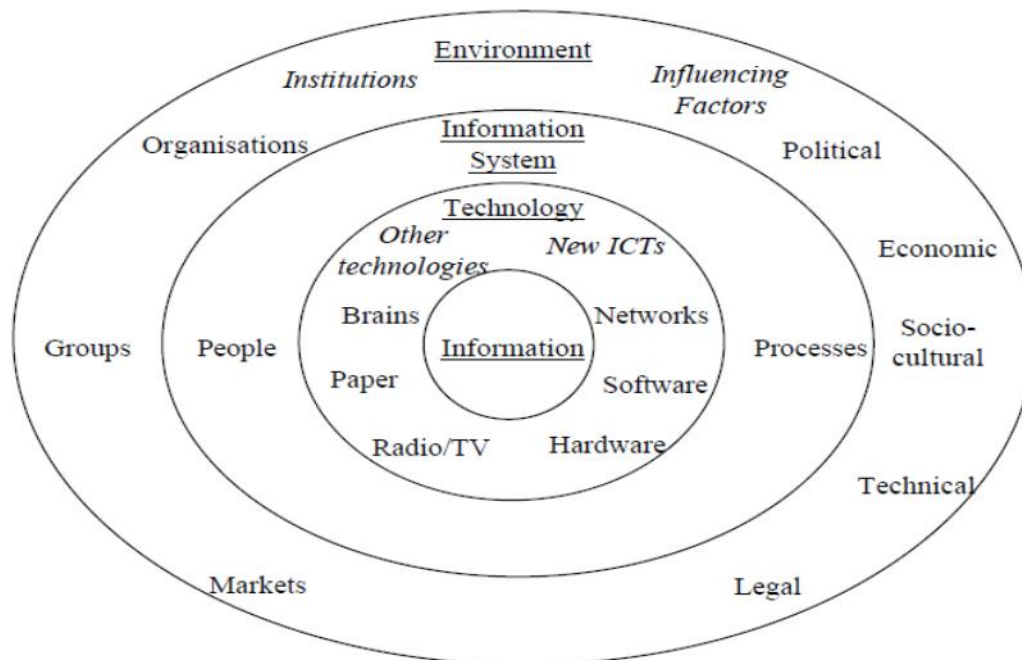 Environment
Institutions
Influencing
Factors
Organisations
Information
System
Political
Technology
Other
technologies
New ICTs
Economic
Brains
Networks
Groups
People
Information
Processes
Socio-
cultural
Paper
Software
Radio/TV
Hardware
Technical
Markets
Legal